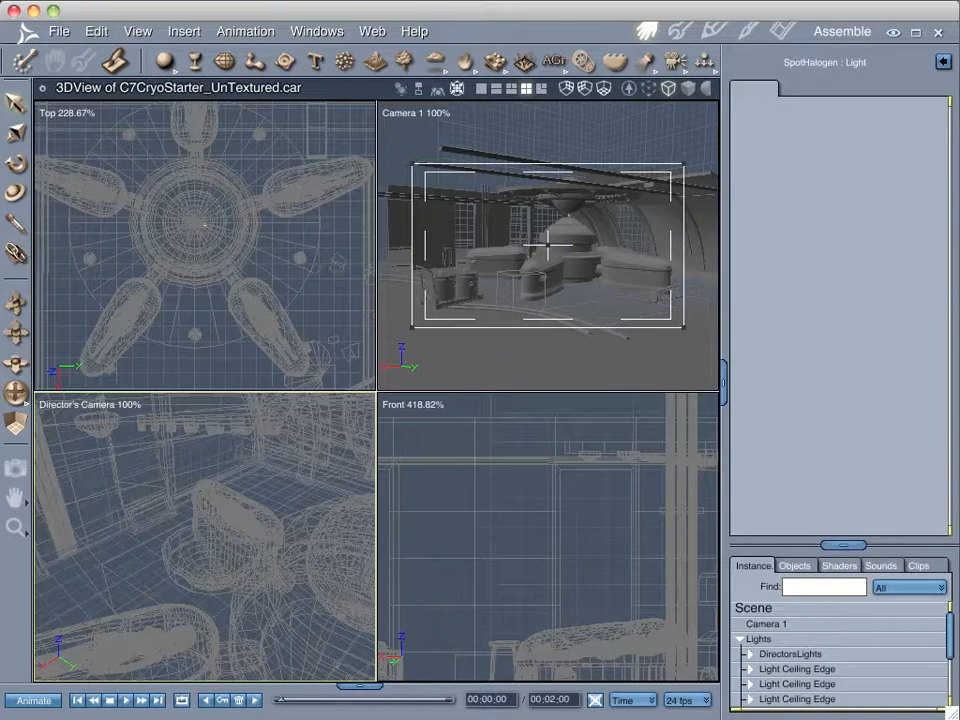 File Edit View Insert Animation Windows Web Help Assemble
SpotHalogen : Light
AGr
3DView of C7CryoStarter_UnTextured.car
Top 228.67%
Camera 1 100%
Z
Y
Z
Y
Director's Camera 100%
Front 418.82%
Z
Y
Z
Instance Objects Shaders Sounds Clips
Find: All
Scene
Camera 1
Lights
DirectorsLights
Light Ceiling Edge
Light Ceiling Edge
Light Ceiling Edge
Animate 00:00:00 / 00:02:00 Time 24 fps